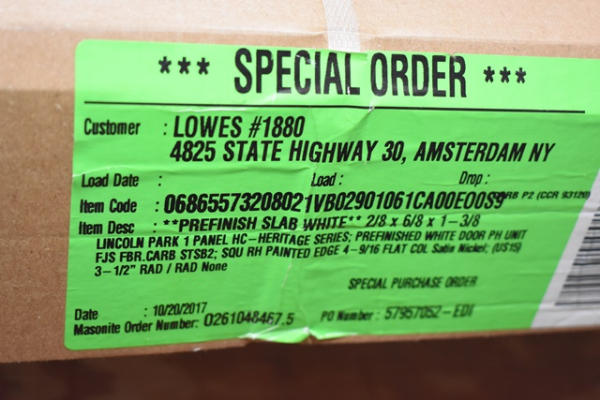 *** SPECIAL ORDER ***
Customer : LOWES #1880
4825 STATE HIGHWAY 30, AMSTERDAM NY
Load Date : Load : Drop :
Item Code : 06865573208021VB02901061CA00E00S9 P2 (CCR 93120
Item Desc : **PREFINISH SLAB WHITE** 2/8 x 6/8 x 1-3/8
LINCOLN PARK 1 PANEL HC-HERITAGE SERIES; PREFINISHED WHITE DOOR PH UNIT
FJS FBR.CARB STSB2; SQU RH PAINTED EDGE 4-9/16 FLAT COL Satin Nickel; (US15)
3-1/2" RAD / RAD None
SPECIAL PURCHASE ORDER
Date : 10/20/2017
Masonite Order Number: 0261048467.5 PO Number : 57957052-EDI